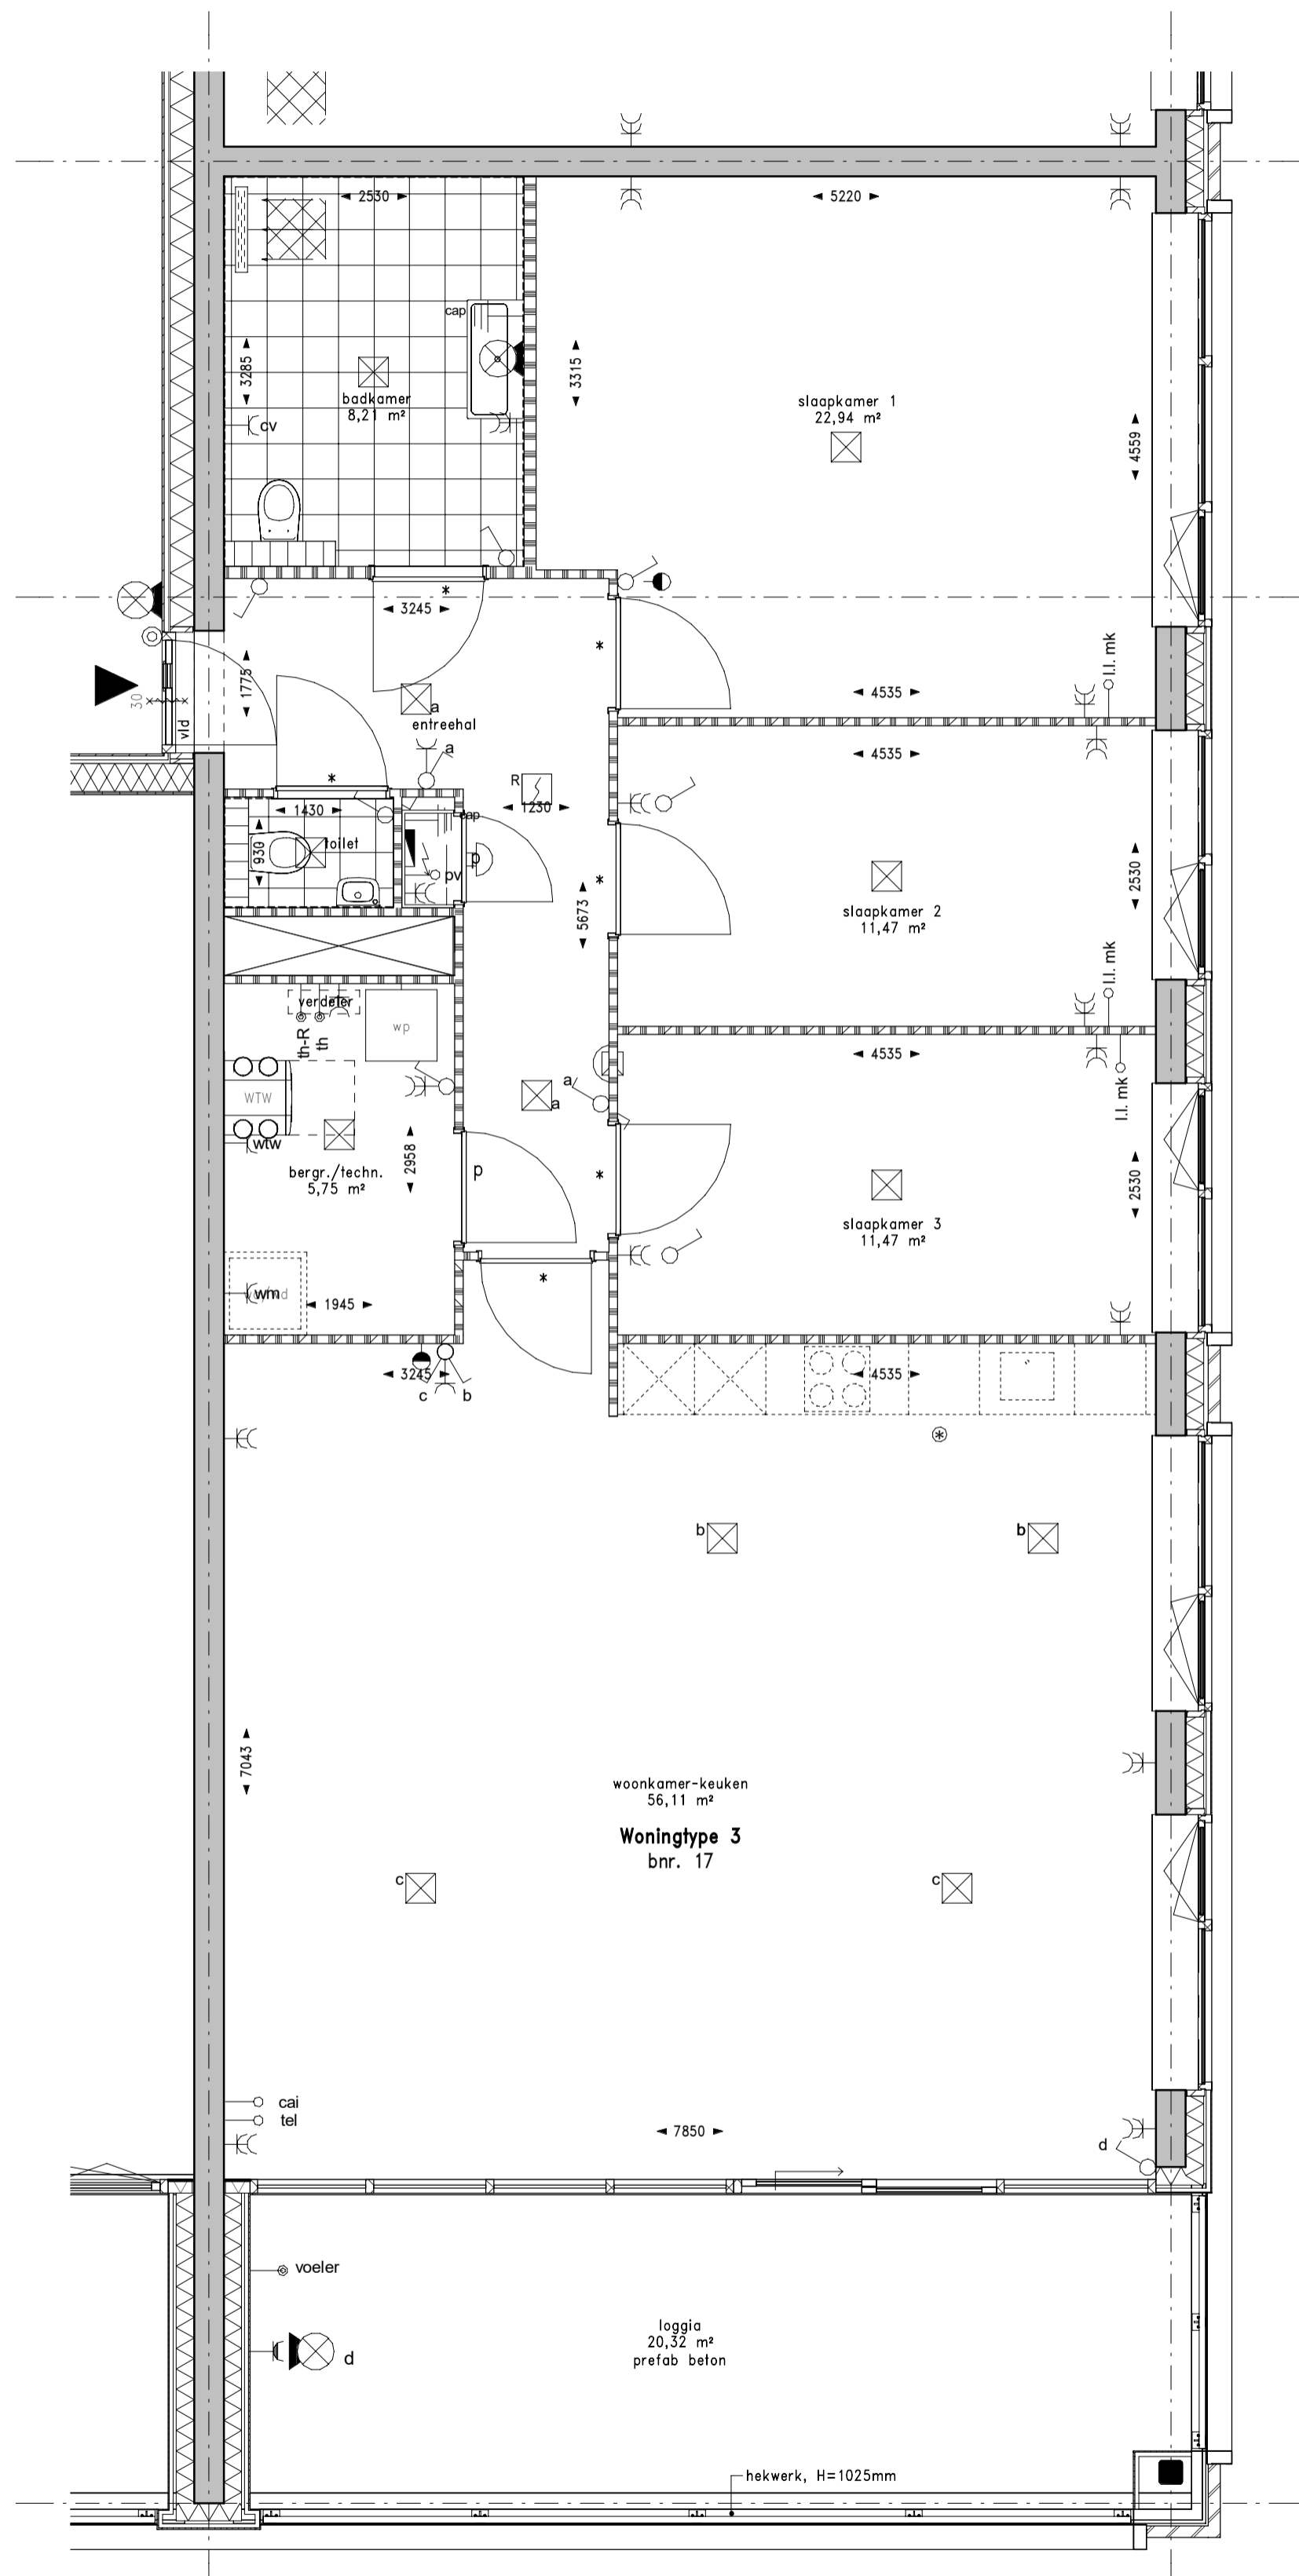 2530
5220
cap
3285
3315
badkamer
8,21 m²
slaapkamer 1
22,94 m²
cv
4559
*
3245
*
1775
30
vld
a
entreehal
a
l.l. mk
4535
4535
*
R
1230
1430
cap
930
toilet
pv
*
5673
2530
slaapkamer 2
11,47 m²
l.l. mk
verdeler
wp
th-R
th
4535
a
a
l.l. mk
WTW
wtw
2958
p
*
bergr./techn.
5,75 m²
2530
slaapkamer 3
11,47 m²
*
wm
1945
3245
c
b
4535
*
b
b
7043
woonkamer-keuken
56,11 m²
Woningtype 3
bnr. 17
c
c
cai
tel
7850
d
voeler
loggia
20,32 m²
prefab beton
d
hekwerk, H=1025mm